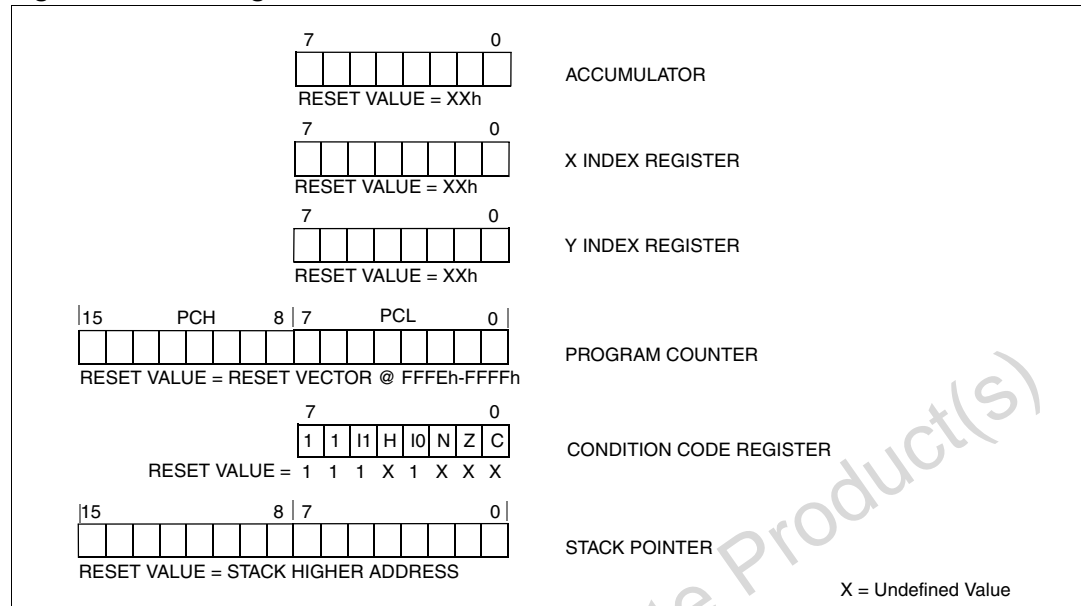 7 0
ACCUMULATOR
RESET VALUE = XXh
7 0
X INDEX REGISTER
RESET VALUE = XXh
7 0
Y INDEX REGISTER
RESET VALUE = XXh
15 PCH 8 7 PCL 0
PROGRAM COUNTER
RESET VALUE = RESET VECTOR @ FFFEh-FFFFh
7 0
1 1 I1 H I0 N Z C
CONDITION CODE REGISTER
RESET VALUE = 1 1 1 X 1 X X X
15 8 7 0
STACK POINTER
RESET VALUE = STACK HIGHER ADDRESS
X = Undefined Value
Product(s)